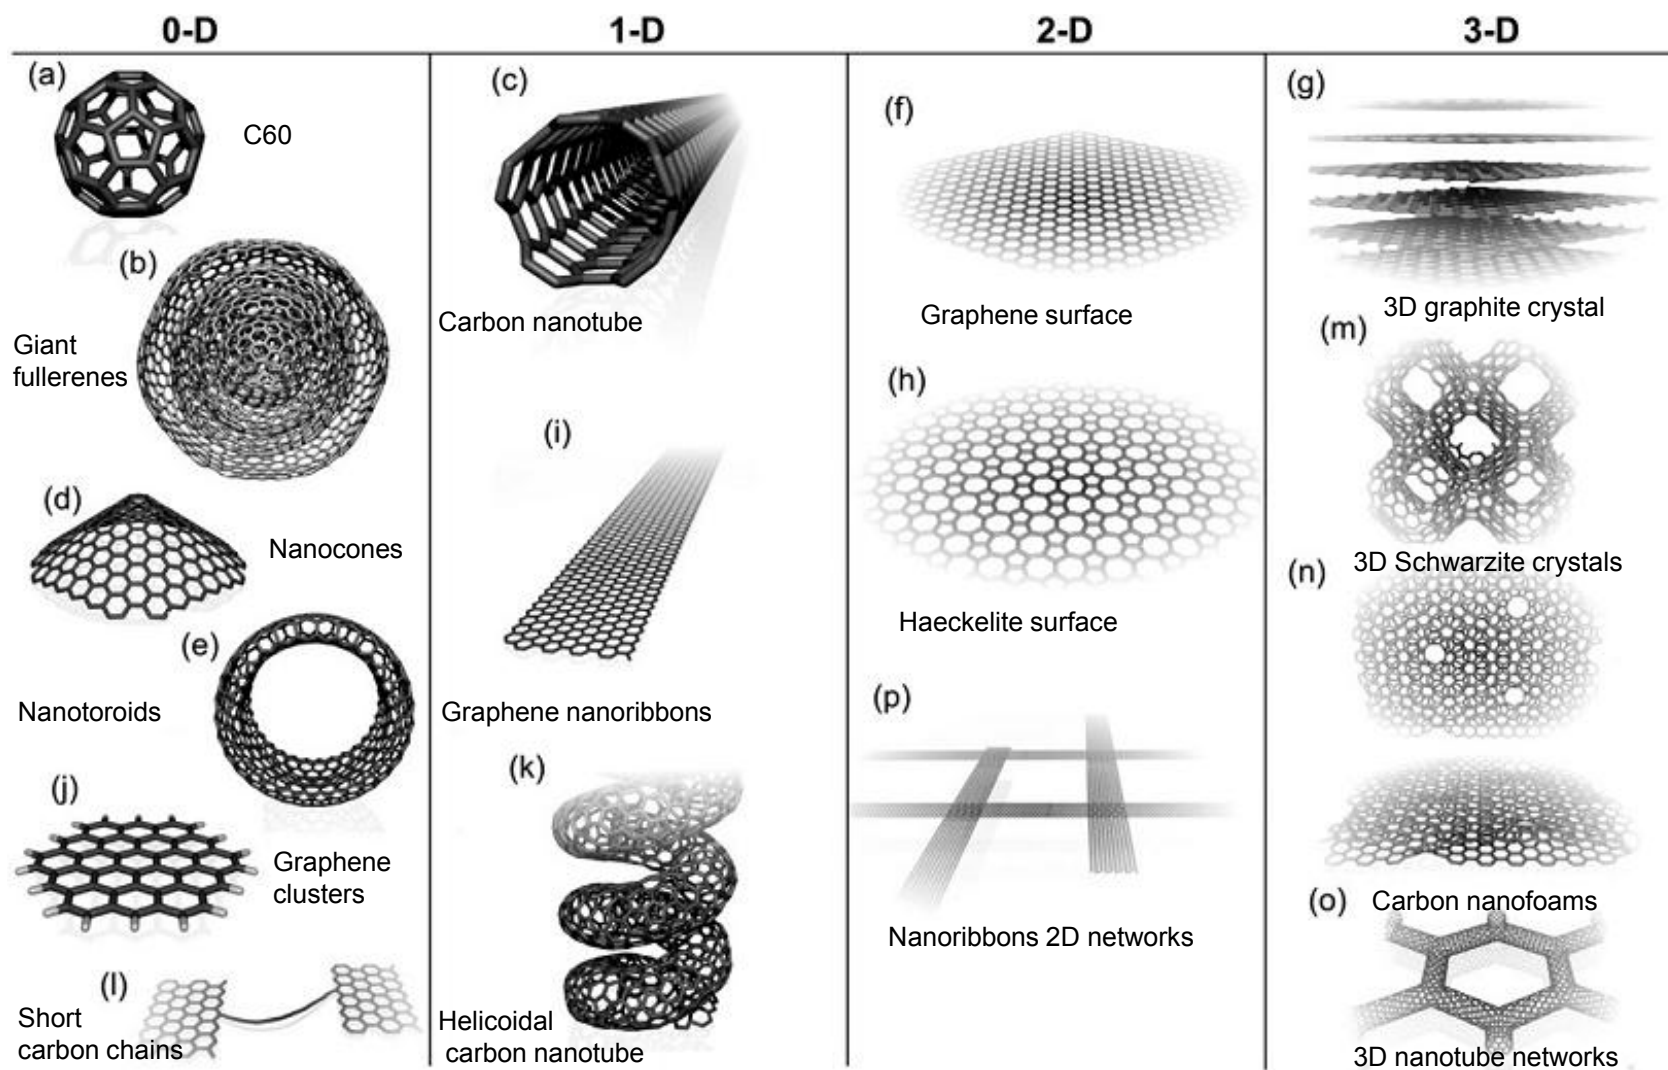 0-D
1-D
2-D
3-D
(a)
C60
(b)
Giant
fullerenes
(d)
Nanocones
(e)
Nanotoroids
(j)
Graphene
clusters
(l)
Short
carbon chains
(c)
Carbon nanotube
(i)
Graphene nanoribbons
(k)
Helicoidal
carbon nanotube
(f)
Graphene surface
(h)
Haeckelite surface
(p)
Nanoribbons 2D networks
(g)
3D graphite crystal
(m)
3D Schwarzite crystals
(n)
Carbon nanofoams
(o)
3D nanotube networks